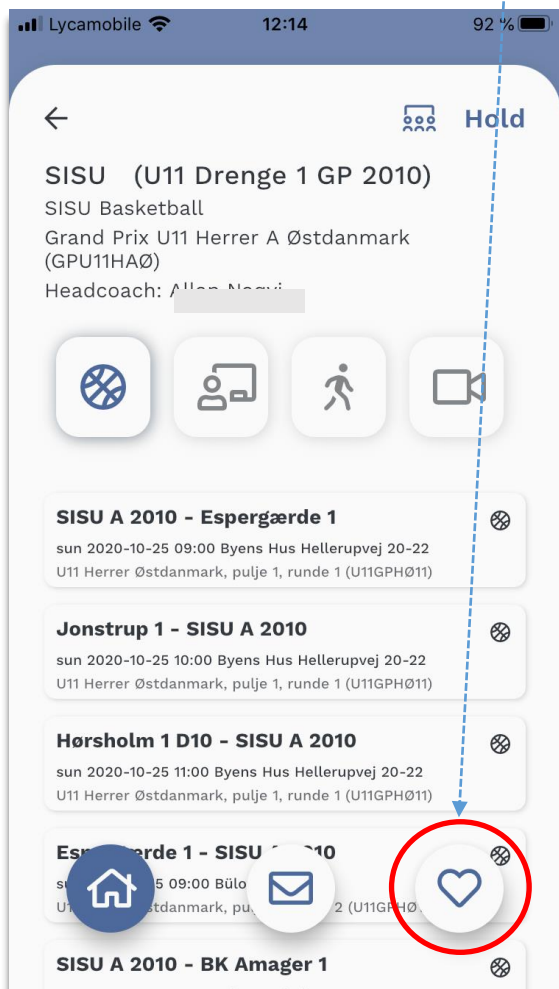 Lycamobile 12:14 92 %
Hold
SISU (U11 Drenge 1 GP 2010)
SISU Basketball
Grand Prix U11 Herrer A Østdanmark
(GPU11HAØ)
Headcoach:
SISU A 2010 - Espergærde 1
sun 2020-10-25 09:00 Byens Hus Hellerupvej 20-22
U11 Herrer Østdanmark, pulje 1, runde 1 (U11GPHØ11)
Jonstrup 1 - SISU A 2010
sun 2020-10-25 10:00 Byens Hus Hellerupvej 20-22
U11 Herrer Østdanmark, pulje 1, runde 1 (U11GPHØ11)
Hørsholm 1 D10 - SISU A 2010
sun 2020-10-25 11:00 Byens Hus Hellerupvej 20-22
U11 Herrer Østdanmark, pulje 1, runde 1 (U11GPHØ11)
1 - SISU
09:00
2
SISU A 2010 - BK Amager 1